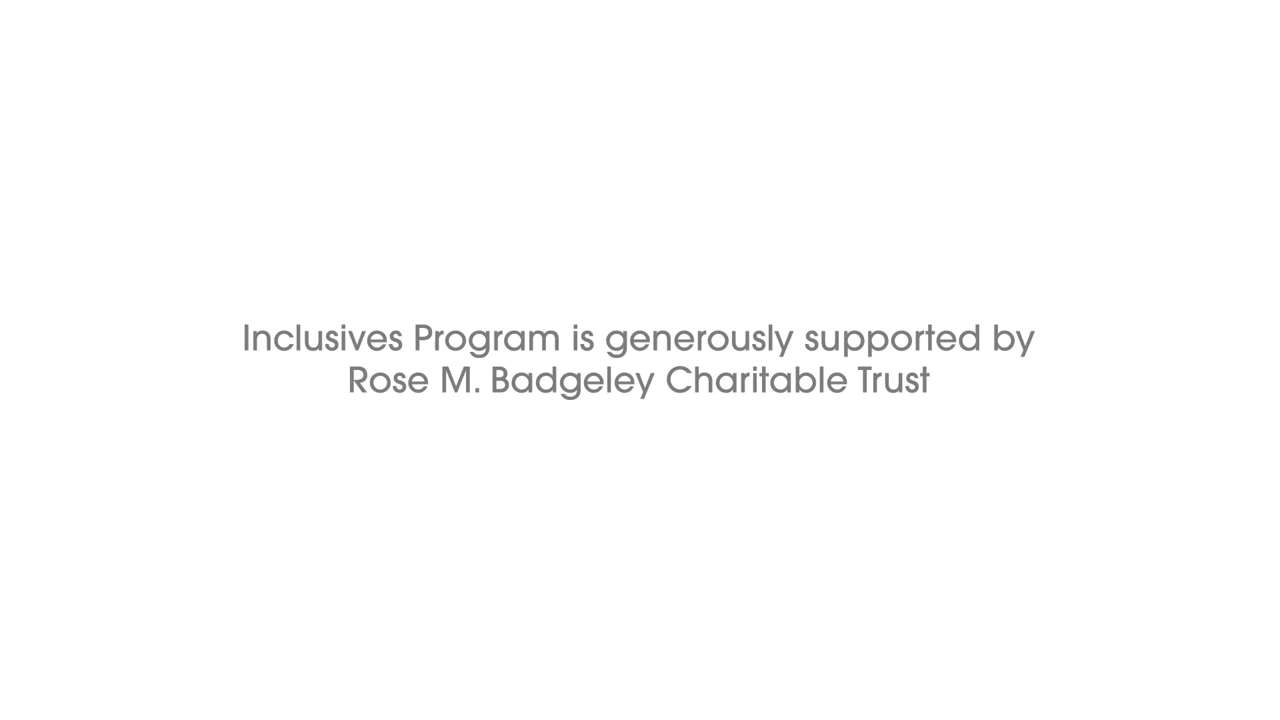 Inclusives Program is generously supported by
Rose M. Badgeley Charitable Trust